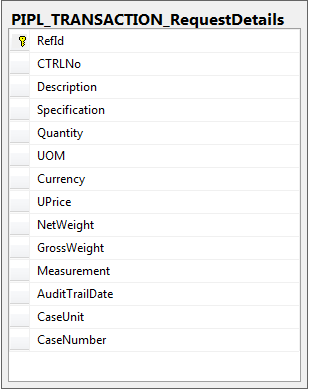 PIPL_TRANSACTION_RequestDetails
RefId
CTRLNo
Description
Specification
Quantity
UOM
Currency
UPrice
NetWeight
GrossWeight
Measurement
AuditTrailDate
CaseUnit
CaseNumber